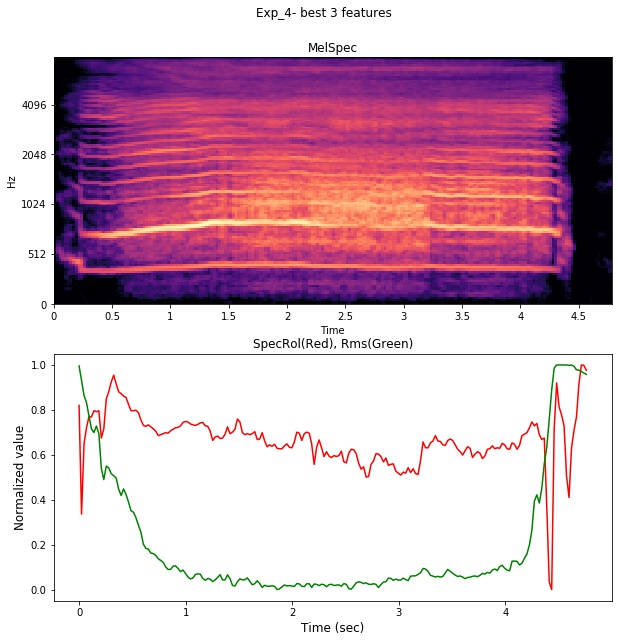 Exp_4- best 3 features
MelSpec
4096
2048
1024
512
0
Hz
0 0.5 1 1.5 2 2.5 3 3.5 4 4.5
Time
SpecRol(Red), Rms(Green)
1.0
0.8
0.6
0.4
0.2
0.0
Normalized value
0 1 2 3 4
Time (sec)